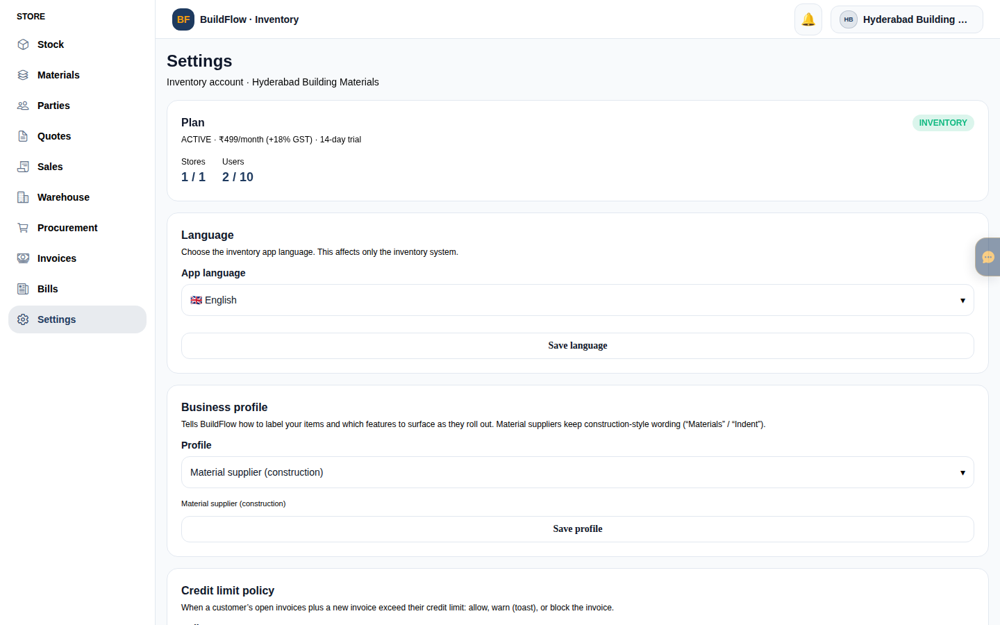 STORE
Stock
Materials
Parties
Quotes
Sales
Warehouse
Procurement
Invoices
Bills
Settings
BF
BuildFlow · Inventory
HB
Hyderabad Building ...
Settings
Inventory account · Hyderabad Building Materials
Plan
INVENTORY
ACTIVE · ₹499/month (+18% GST) · 14-day trial
Stores
Users
1 / 1
2 / 10
Language
Choose the inventory app language. This affects only the inventory system.
App language
🇬🇧 English
Save language
Business profile
Tells BuildFlow how to label your items and which features to surface as they roll out. Material suppliers keep construction-style wording (“Materials” / “Indent”).
Profile
Material supplier (construction)
Material supplier (construction)
Save profile
Credit limit policy
When a customer’s open invoices plus a new invoice exceed their credit limit: allow, warn (toast), or block the invoice.